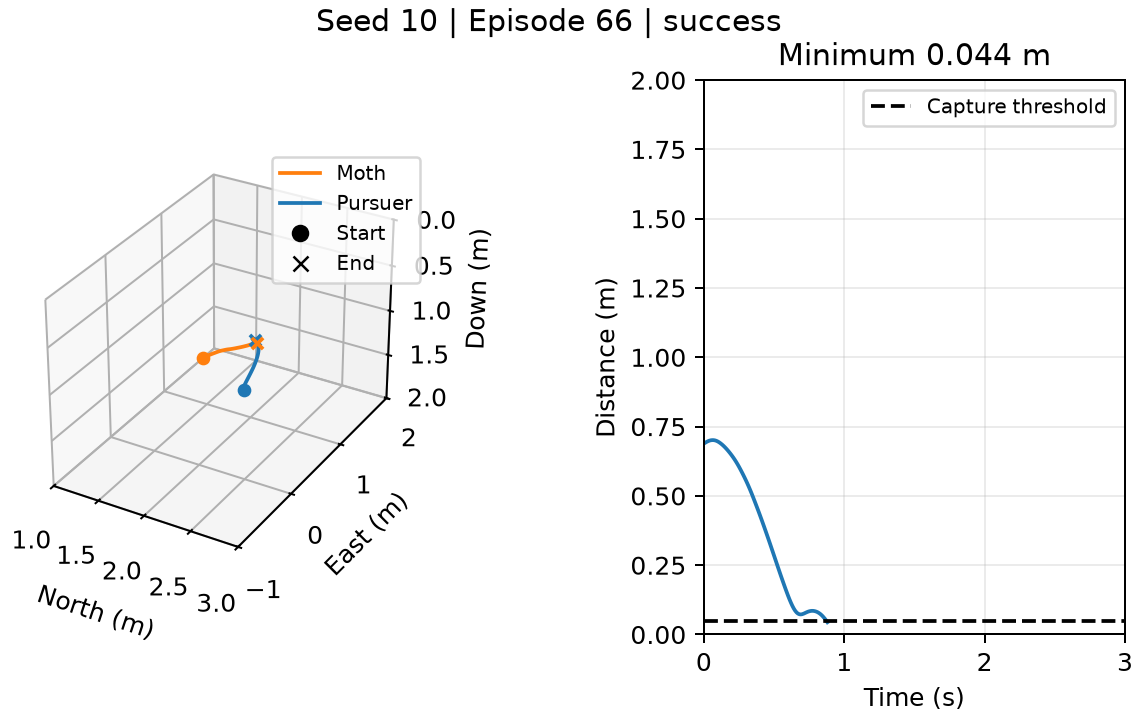 Seed 10 | Episode 66 | success
Moth
Pursuer
Start
End
0.0
0.5
1.0
1.5
2.0
Down (m)
2
1
0
−1
East (m)
1.0
1.5
2.0
2.5
3.0
North (m)
Minimum 0.044 m
Capture threshold
2.00
1.75
1.50
1.25
1.00
0.75
0.50
0.25
0.00
Distance (m)
0
1
2
3
Time (s)